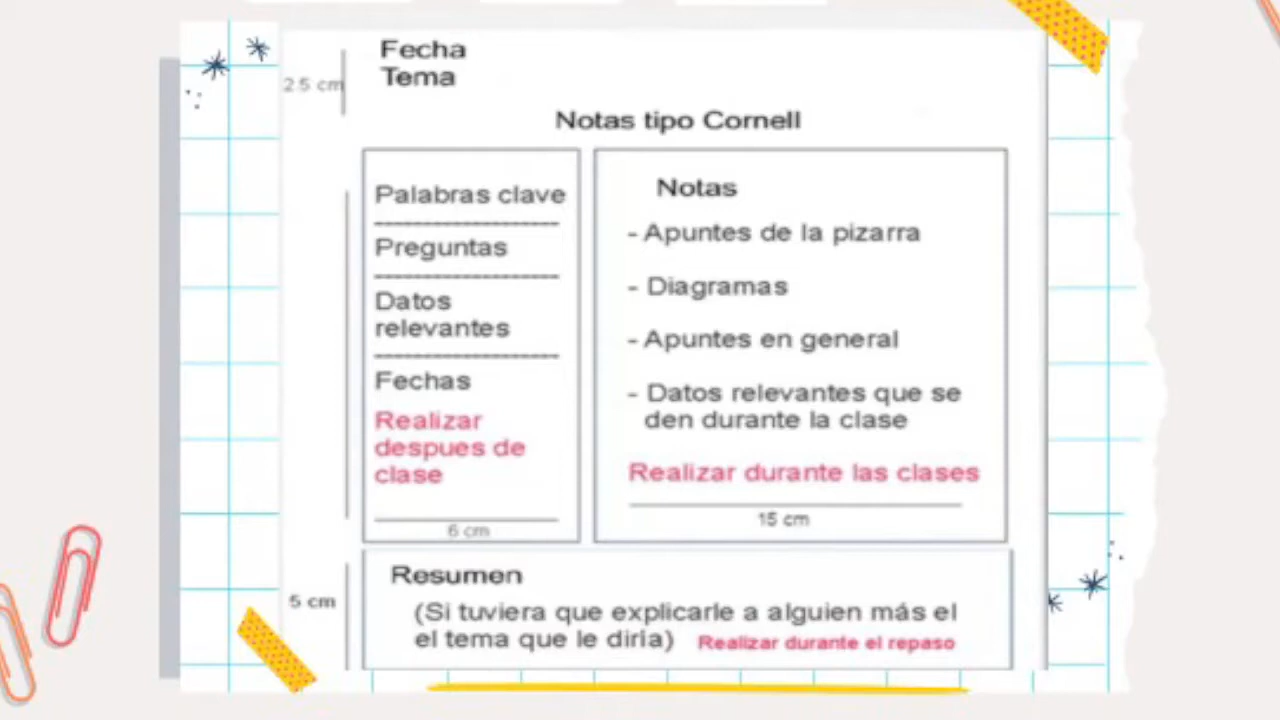 Fecha
2.5 cm
Tema
Notas tipo Cornell
Palabras clave
Preguntas
Datos
relevantes
Fechas
Realizar
despues de
clase
6 cm
Notas
- Apuntes de la pizarra
- Diagramas
- Apuntes en general
- Datos relevantes que se
den durante la clase
Realizar durante las clases
15 cm
5 cm
Resumen
(Si tuviera que explicarle a alguien más el
el tema que le diría) Realizar durante el repaso